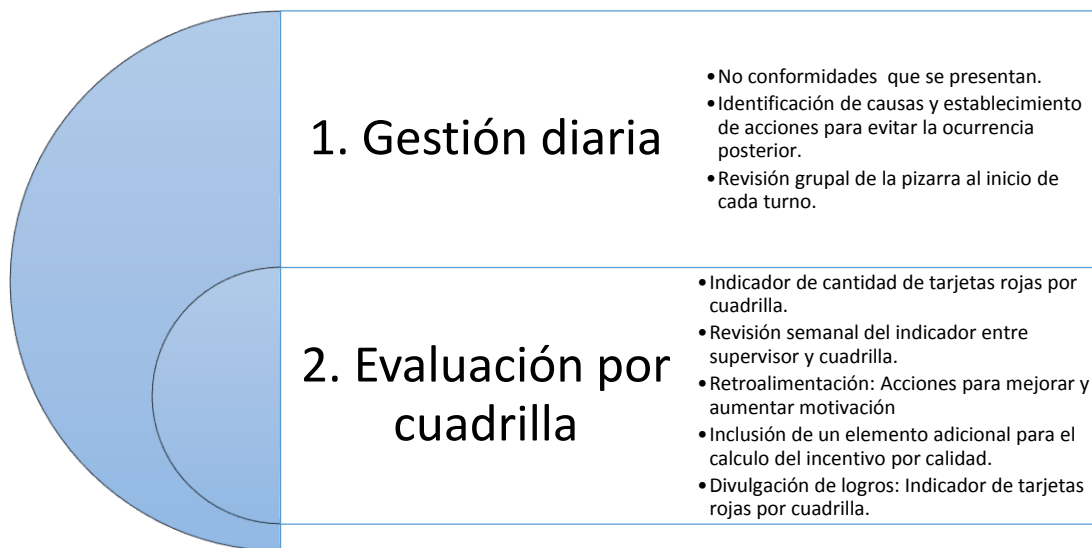 1. Gestión diaria
•No conformidades que se presentan.
•Identificación de causas y establecimiento
de acciones para evitar la ocurrencia
posterior.
•Revisión grupal de la pizarra al inicio de
cada turno.
2. Evaluación por
cuadrilla
•Indicador de cantidad de tarjetas rojas por
cuadrilla.
•Revisión semanal del indicador entre
supervisor y cuadrilla.
•Retroalimentación: Acciones para mejorar y
aumentar motivación
•Inclusión de un elemento adicional para el
calculo del incentivo por calidad.
•Divulgación de logros: Indicador de tarjetas
rojas por cuadrilla.